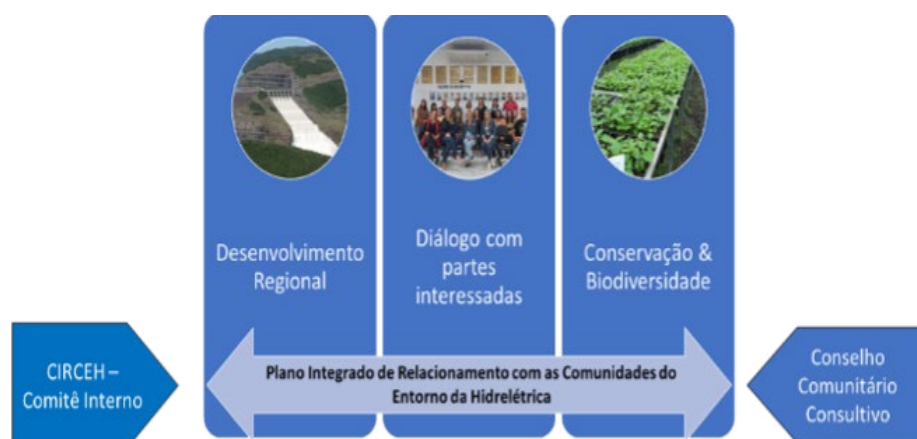 Desenvolvimento
Regional
Diálogo com
partes
interessadas
Conservação &
Biodiversidade
CIRCEH –
Comitê Interno
Plano Integrado de Relacionamento com as Comunidades do
Entorno da Hidrelétrica
Conselho
Comunitário
Consultivo